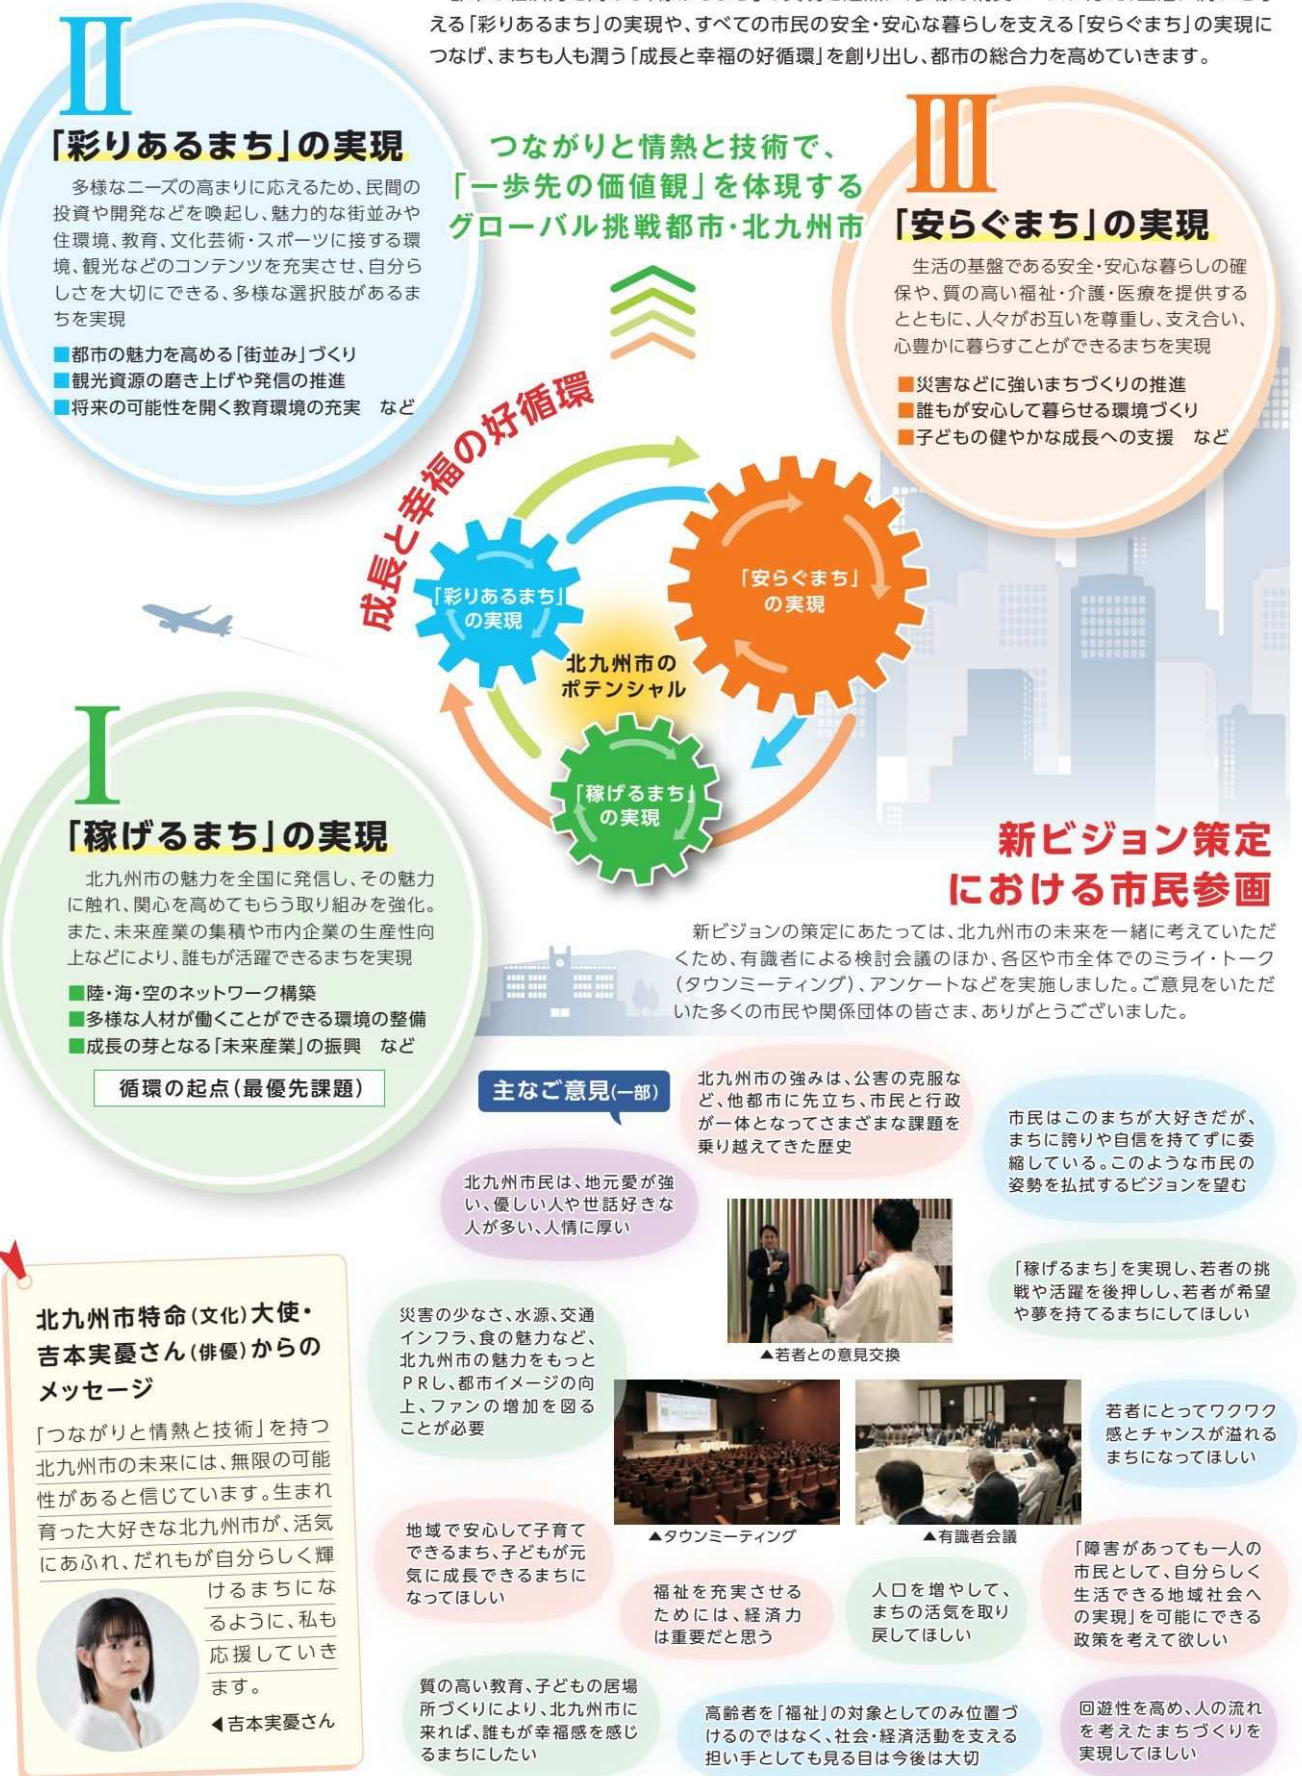 える「彩りあるまち」の実現や、すべての市民の安全・安心な暮らしを支える「安らぐまち」の実現に
つなげ、まちも人も潤う「成長と幸福の好循環」を創り出し、都市の総合力を高めていきます。
II
「彩りあるまち」の実現
多様なニーズの高まりに応えるため、民間の
投資や開発などを喚起し、魅力的な街並みや
住環境、教育、文化芸術・スポーツに接する環
境、観光などのコンテンツを充実させ、自分ら
しさを大切にできる、多様な選択肢があるま
ちを実現
■都市の魅力を高める「街並み」づくり
■観光資源の磨き上げや発信の推進
■将来の可能性を開く教育環境の充実 など
つながりと情熱と技術で、
「一歩先の価値観」を体現する
グローバル挑戦都市・北九州市
III
「安らぐまち」の実現
生活の基盤である安全・安心な暮らしの確
保や、質の高い福祉・介護・医療を提供する
とともに、人々がお互いを尊重し、支え合い、
心豊かに暮らすことができるまちを実現
■災害などに強いまちづくりの推進
■誰もが安心して暮らせる環境づくり
■子どもの健やかな成長への支援 など
成長と幸福の好循環
「彩りあるまち」
の実現
「安らぐまち」
の実現
北九州市の
ポテンシャル
「稼げるまち」
の実現
I
「稼げるまち」の実現
北九州市の魅力を全国に発信し、その魅力
に触れ、関心を高めてもらう取り組みを強化。
また、未来産業の集積や市内企業の生産性向
上などにより、誰もが活躍できるまちを実現
■陸・海・空のネットワーク構築
■多様な人材が働くことができる環境の整備
■成長の芽となる「未来産業」の振興 など
循環の起点(最優先課題)
新ビジョン策定
における市民参画
新ビジョンの策定にあたっては、北九州市の未来を一緒に考えていただ
くため、有識者による検討会議のほか、各区や市全体でのミライ・トーク
(タウンミーティング)、アンケートなどを実施しました。ご意見をいただ
いた多くの市民や関係団体の皆さま、ありがとうございました。
主なご意見(一部)
北九州市の強みは、公害の克服な
ど、他都市に先立ち、市民と行政
が一体となってさまざまな課題を
乗り越えてきた歴史
市民はこのまちが大好きだが、
まちに誇りや自信を持てずに委
縮している。このような市民の
姿勢を払拭するビジョンを望む
北九州市民は、地元愛が強
い、優しい人や世話好きな
人が多い、人情に厚い
「稼げるまち」を実現し、若者の挑
戦や活躍を後押しし、若者が希望
や夢を持てるまちにしてほしい
▲若者との意見交換
災害の少なさ、水源、交通
インフラ、食の魅力など、
北九州市の魅力をもっと
PRし、都市イメージの向
上、ファンの増加を図る
ことが必要
若者にとってワクワク
感とチャンスが溢れる
まちになってほしい
▲タウンミーティング
▲有識者会議
地域で安心して子育て
できるまち、子どもが元
気に成長できるまちに
なってほしい
福祉を充実させる
ためには、経済力
は重要だと思う
人口を増やして、
まちの活気を取り
戻してほしい
「障害があっても一人の
市民として、自分らしく
生活できる地域社会へ
の実現」を可能にできる
政策を考えて欲しい
質の高い教育、子どもの居場
所づくりにより、北九州市に
来れば、誰もが幸福感を感じ
るまちにしたい
高齢者を「福祉」の対象としてのみ位置づ
けるのではなく、社会・経済活動を支える
担い手としても見る目は今後は大切
回遊性を高め、人の流れ
を考えたまちづくりを
実現してほしい
北九州市特命(文化)大使・
吉本実憂さん(俳優)からの
メッセージ
「つながりと情熱と技術」を持つ
北九州市の未来には、無限の可能
性があると信じています。生まれ
育った大好きな北九州市が、活気
にあふれ、だれもが自分らしく輝
けるまちにな
るように、私も
応援していき
ます。
◀吉本実憂さん